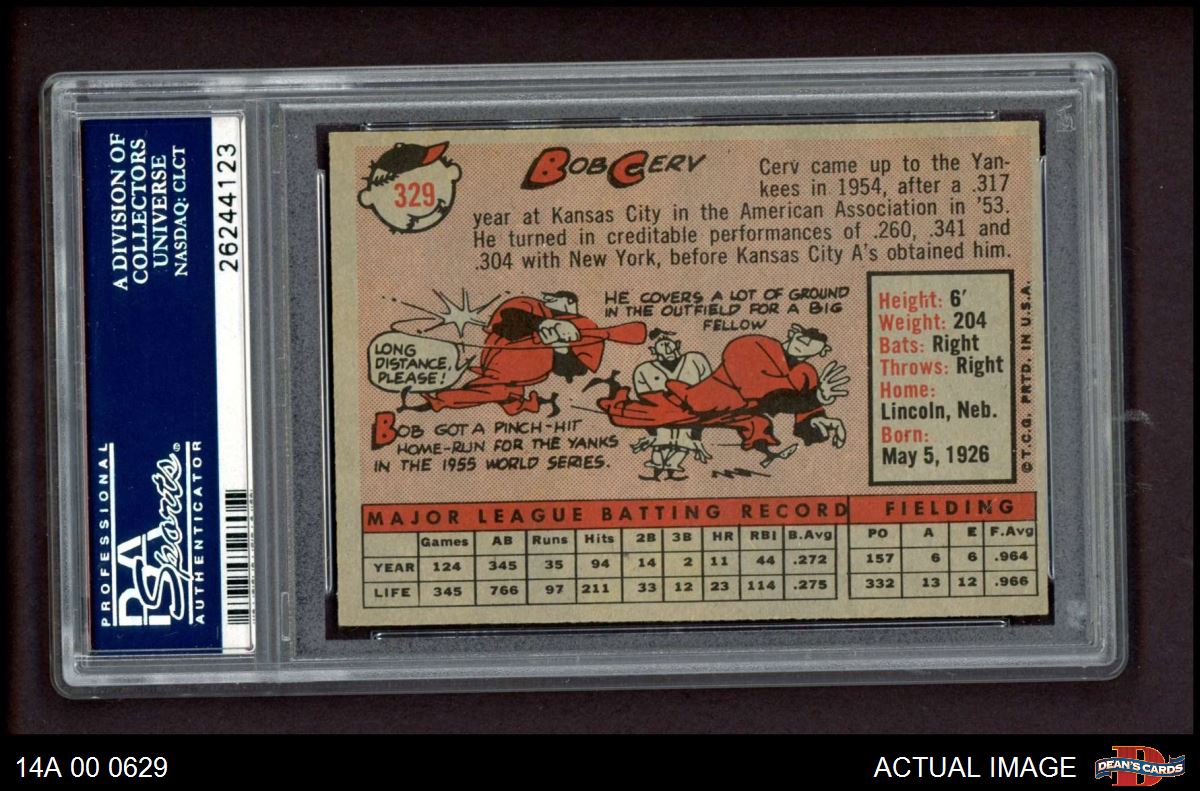 A DIVISION OF
COLLECTORS
UNIVERSE
NASDAQ: CLCT
26244123
PROFESSIONAL
PSA
Sports®
AUTHENTICATOR
329
BOB CERV
Cerv came up to the Yan-
kees in 1954, after a .317
year at Kansas City in the American Association in '53.
He turned in creditable performances of .260, .341 and
.304 with New York, before Kansas City A's obtained him.
LONG
DISTANCE,
PLEASE!
BOB GOT A PINCH-HIT
HOME-RUN FOR THE YANKS
IN THE 1955 WORLD SERIES.
HE COVERS A LOT OF GROUND
IN THE OUTFIELD FOR A BIG
FELLOW
Height: 6'
Weight: 204
Bats: Right
Throws: Right
Home:
Lincoln, Neb.
Born:
May 5, 1926
©T.C.G. PRTD. IN U.S.A.
MAJOR LEAGUE BATTING RECORD FIELDING
Games AB Runs Hits 2B 3B HR RBI B.Avg PO A E F.Avg
YEAR 124 345 35 94 14 2 11 44 .272 157 6 6 .964
LIFE 345 766 97 211 33 12 23 114 .275 332 13 12 .966
14A 00 0629
ACTUAL IMAGE
DEAN'S CARDS